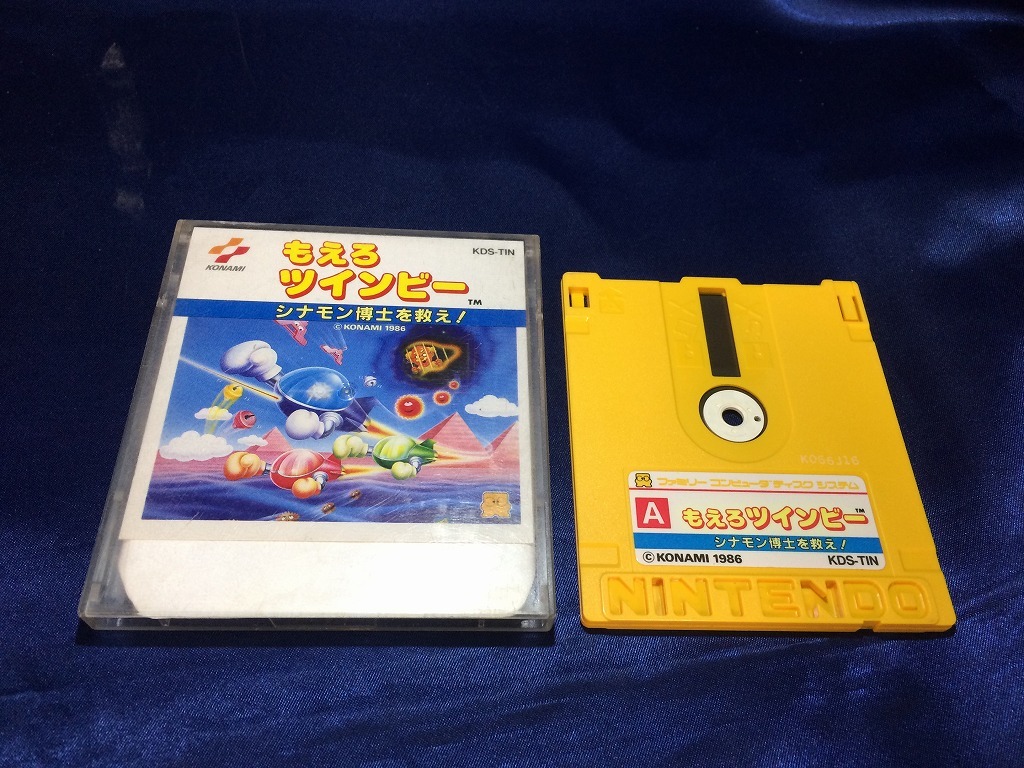 KONAMI
もえろ
ツインビー
TM
KDS-TIN
シナモン博士を救え!
©KONAMI 1986
KDS6J16
ファミリー コンピュータ ディスク システム
A
もえろツインビー
TM
シナモン博士を救え!
©KONAMI 1986
KDS-TIN
NINTENDO